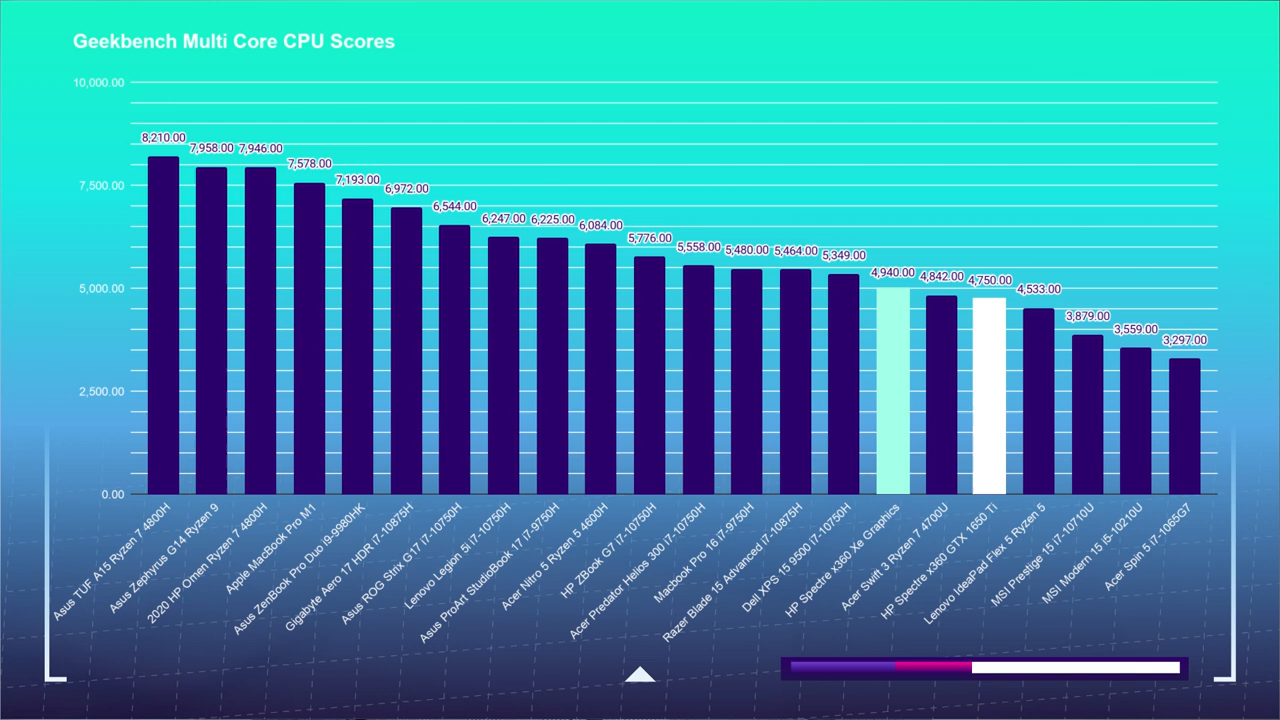 Geekbench Multi Core CPU Scores
10,000.00
7,500.00
5,000.00
2,500.00
0.00
8,210.00
7,958.00
7,946.00
7,578.00
7,193.00
6,972.00
6,544.00
6,247.00
6,225.00
6,084.00
5,776.00
5,558.00
5,480.00
5,464.00
5,349.00
4,940.00
4,842.00
4,750.00
4,533.00
3,879.00
3,559.00
3,297.00
Asus TUF A15 Ryzen 7 4800H
Asus Zephyrus G14 Ryzen 9
2020 HP Omen Ryzen 7 4800H
Apple MacBook Pro M1
Asus ZenBook Pro Duo i9-9980HK
Gigabyte Aero 17 HDR i7-10875H
Asus ROG Strix G17 i7-10750H
Lenovo Legion 5i i7-10750H
Asus ProArt StudioBook 17 i7-9750H
Acer Nitro 5 Ryzen 5 4600H
HP ZBook G7 i7-10750H
Acer Predator Helios 300 i7-10750H
Macbook Pro 16 i7-9750H
Razer Blade 15 Advanced i7-10875H
Dell XPS 15 9500 i7-10750H
HP Spectre x360 Xe Graphics
Acer Swift 3 Ryzen 7 4700U
HP Spectre x360 GTX 1650 Ti
Lenovo IdeaPad Flex 5 Ryzen 5
MSI Prestige 15 i7-10710U
MSI Modern 15 i5-10210U
Acer Spin 5 i7-1065G7